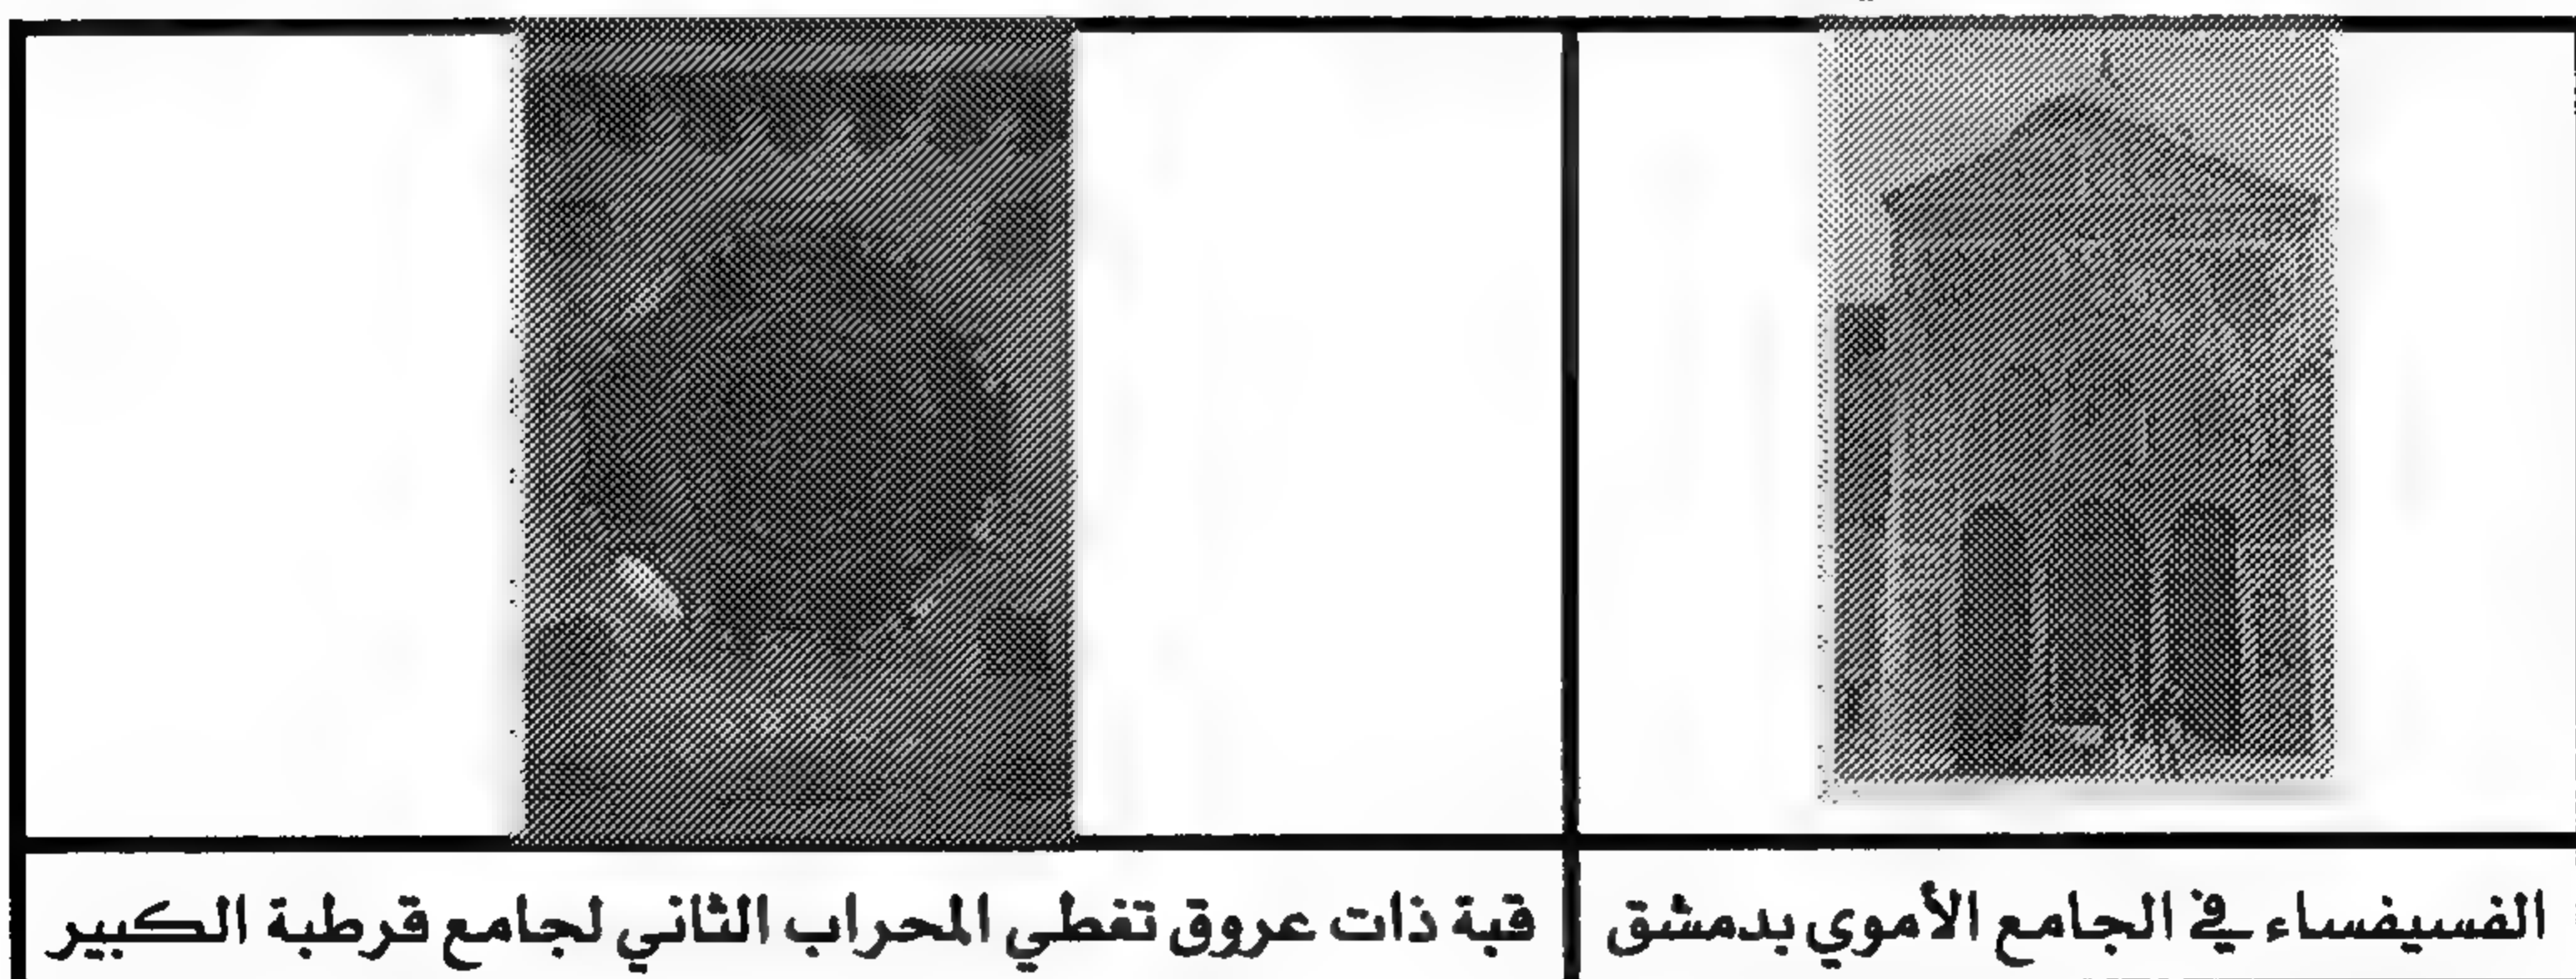 الفسيفساء في الجامع الأموي بدمشق
قبة ذات عروق تغطي المحراب الثاني لجامع قرطبة الكبير